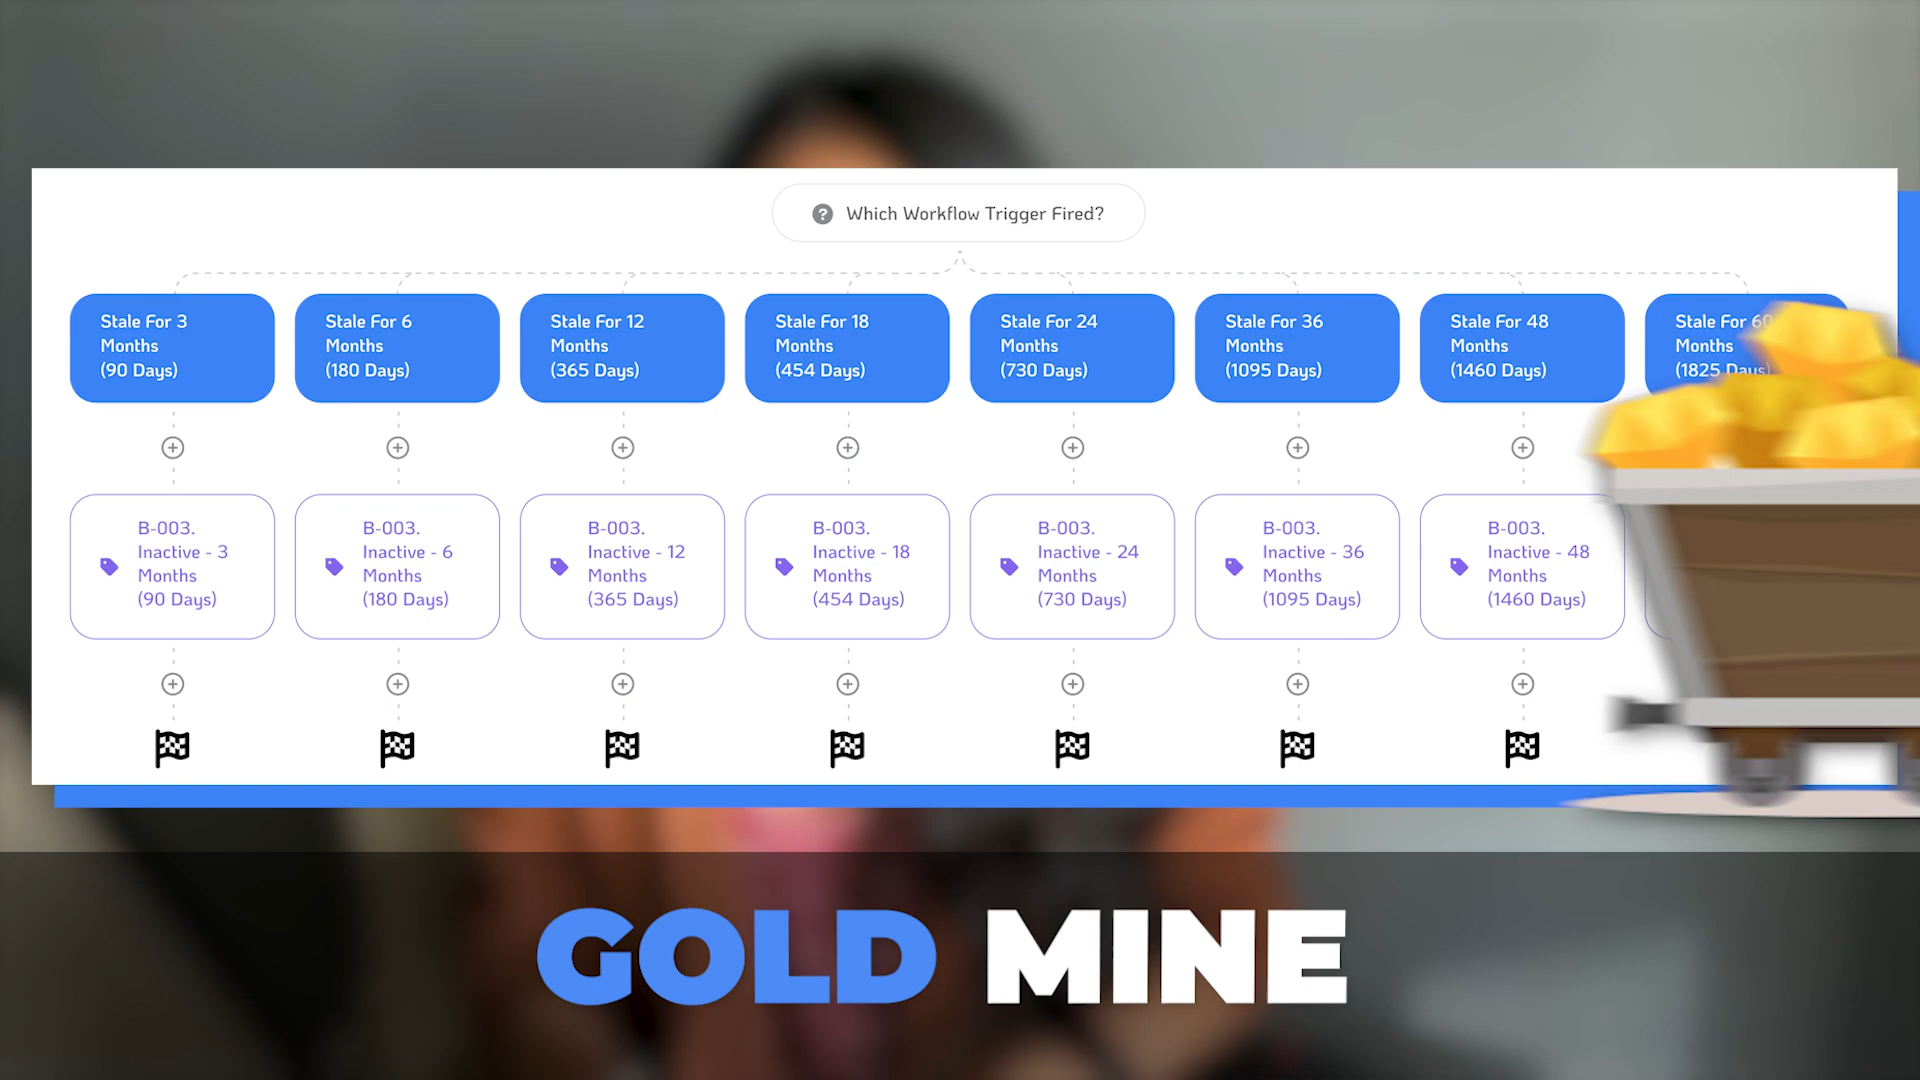 Which Workflow Trigger Fired?
Stale For 3
Months
(90 Days)
Stale For 6
Months
(180 Days)
Stale For 12
Months
(365 Days)
Stale For 18
Months
(454 Days)
Stale For 24
Months
(730 Days)
Stale For 36
Months
(1095 Days)
Stale For 48
Months
(1460 Days)
Stale For 60
Months
(1825 Days)
B-003.
Inactive - 3
Months
(90 Days)
B-003.
Inactive - 6
Months
(180 Days)
B-003.
Inactive - 12
Months
(365 Days)
B-003.
Inactive - 18
Months
(454 Days)
B-003.
Inactive - 24
Months
(730 Days)
B-003.
Inactive - 36
Months
(1095 Days)
B-003.
Inactive - 48
Months
(1460 Days)
GOLD MINE